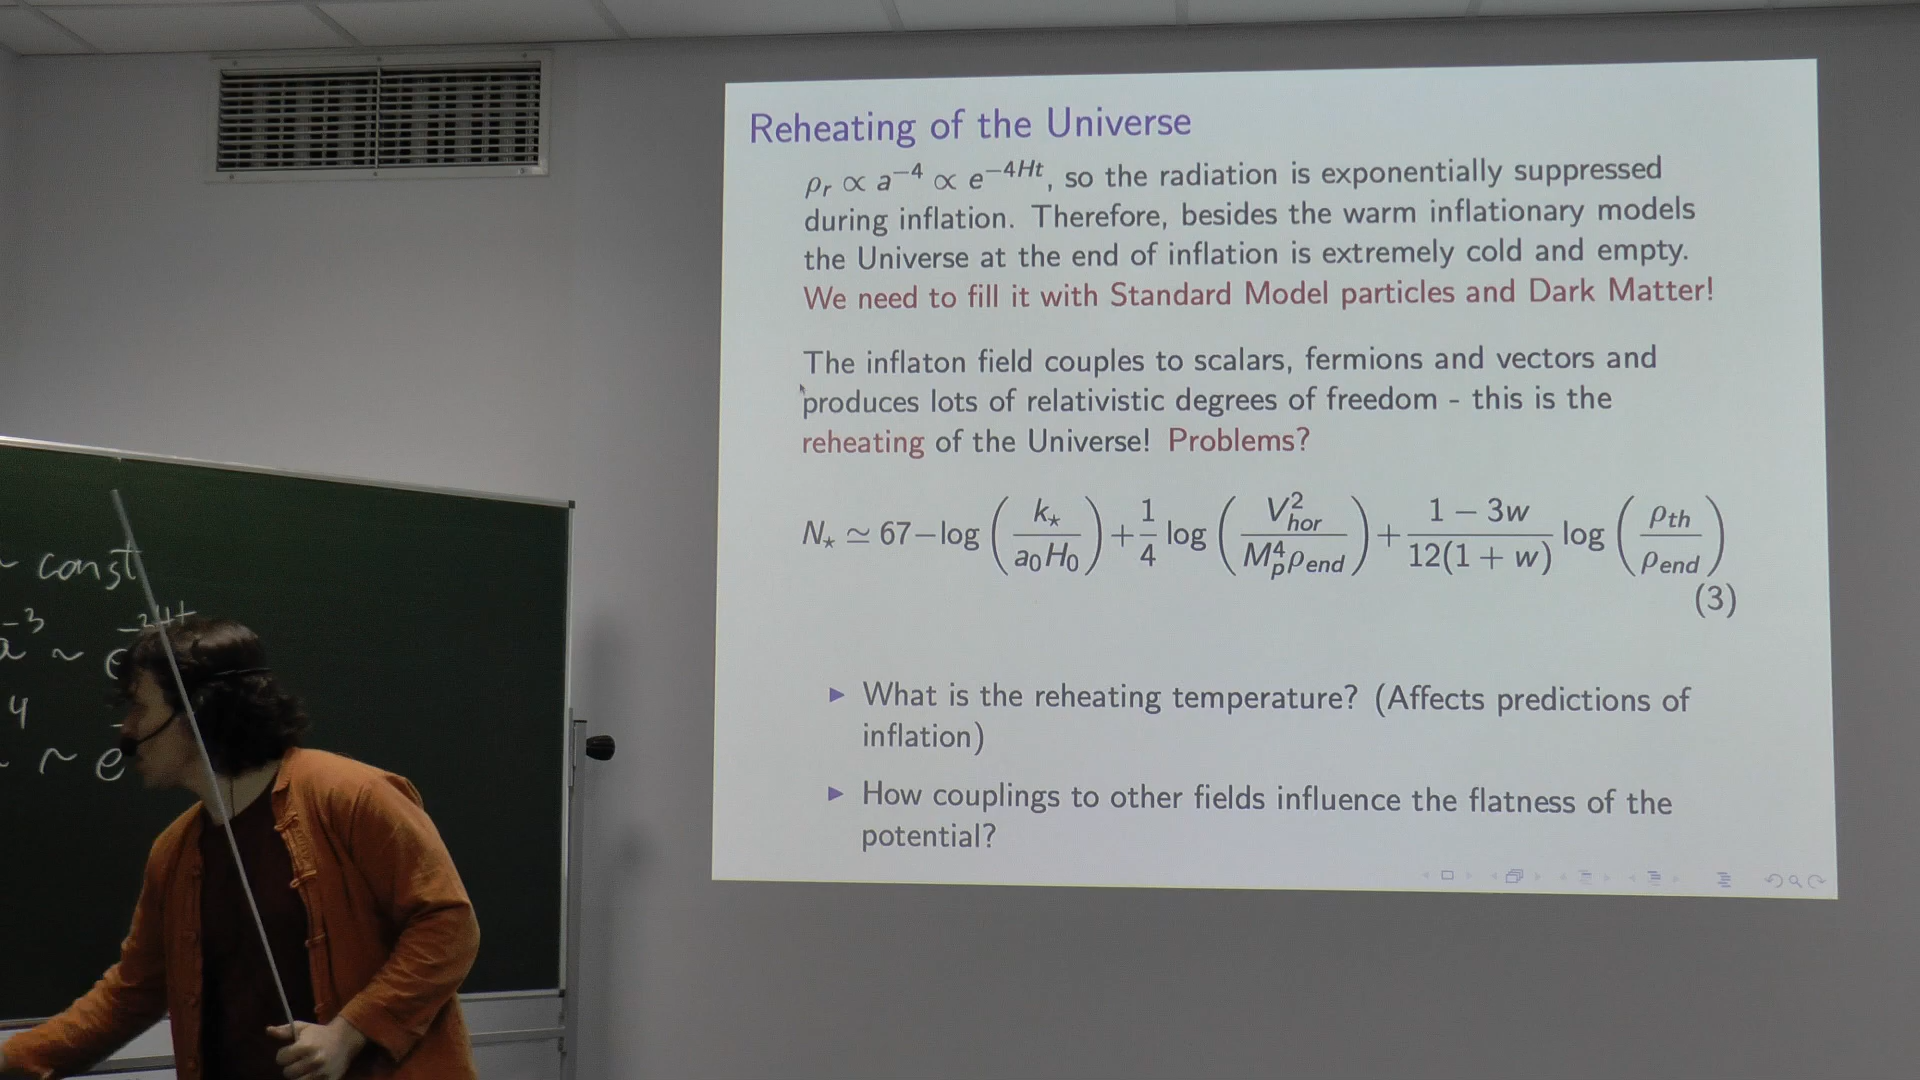 Reheating of the Universe
ρr ∝ a⁻⁴ ∝ e⁻⁴ᴴᵗ, so the radiation is exponentially suppressed
during inflation. Therefore, besides the warm inflationary models
the Universe at the end of inflation is extremely cold and empty.
We need to fill it with Standard Model particles and Dark Matter!
The inflaton field couples to scalars, fermions and vectors and
produces lots of relativistic degrees of freedom - this is the
reheating of the Universe! Problems?
N⋆ ≃ 67−log (k⋆/a₀H₀) + 1/4 log (V²hor/M⁴pρend) + (1 − 3w)/(12(1 + w)) log (ρth/ρend)
(3)
▶ What is the reheating temperature? (Affects predictions of
inflation)
▶ How couplings to other fields influence the flatness of the
potential?
~ const
a⁻³ ~ e
4
~ e